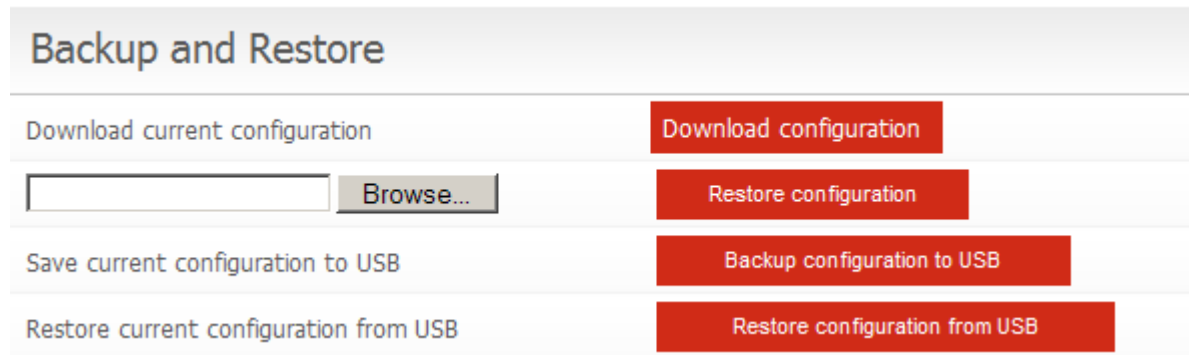 Backup and Restore
Download current configuration Download configuration
Browse... Restore configuration
Save current configuration to USB Backup configuration to USB
Restore current configuration from USB Restore configuration from USB